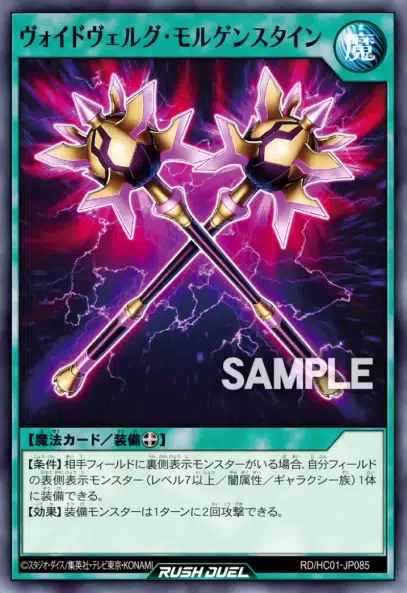 ヴォイドヴェルグ・モルゲンスタイン
魔
SAMPLE
【魔法カード／装備】
【条件】相手フィールドに裏側表示モンスターがいる場合、自分フィールド
の表側表示モンスター（レベル7以上／闇属性／ギャラクシー族）1体
に装備できる。
【効果】装備モンスターは1ターンに2回攻撃できる。
©スタジオ・ダイス/集英社・テレビ東京・KONAMI
RUSH DUEL
RD/HC01-JP085